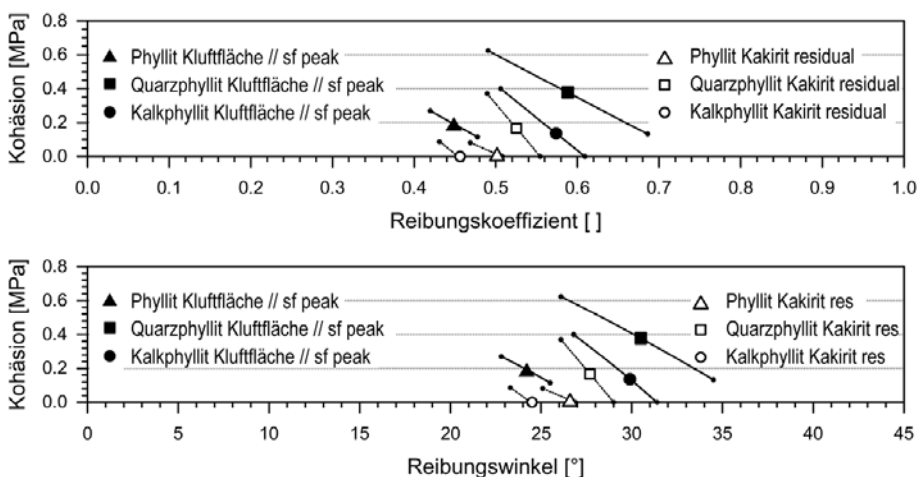 Kohäsion [MPa]
0.8
0.6
0.4
0.2
0.0
Phyllit Kluftfläche // sf peak
Quarzphyllit Kluftfläche // sf peak
Kalkphyllit Kluftfläche // sf peak
Phyllit Kakirit residual
Quarzphyllit Kakirit residual
Kalkphyllit Kakirit residual
0.0 0.1 0.2 0.3 0.4 0.5 0.6 0.7 0.8 0.9 1.0
Reibungskoeffizient [ ]
Kohäsion [MPa]
0.8
0.6
0.4
0.2
0.0
Phyllit Kluftfläche // sf peak
Quarzphyllit Kluftfläche // sf peak
Kalkphyllit Kluftfläche // sf peak
Phyllit Kakirit res
Quarzphyllit Kakirit res
Kalkphyllit Kakirit res
0 5 10 15 20 25 30 35 40 45
Reibungswinkel [°]